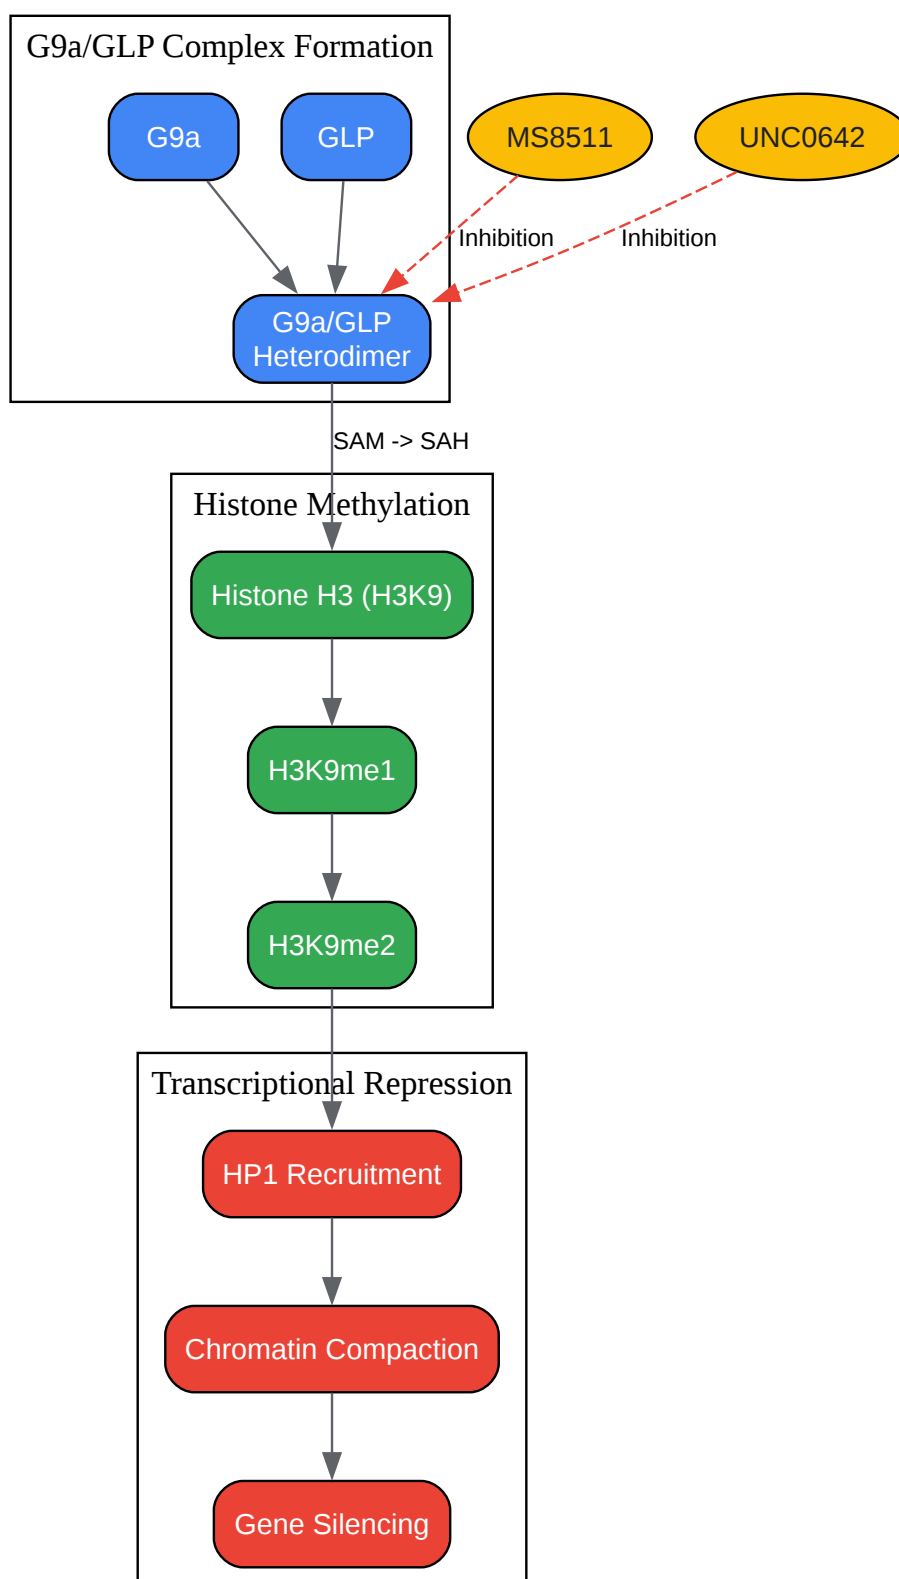 G9a/GLP Complex Formation
G9a
GLP
MS8511
UNC0642
Inhibition
Inhibition
G9a/GLP
Heterodimer
SAM -> SAH
Histone Methylation
Histone H3 (H3K9)
H3K9me1
H3K9me2
Transcriptional Repression
HP1 Recruitment
Chromatin Compaction
Gene Silencing